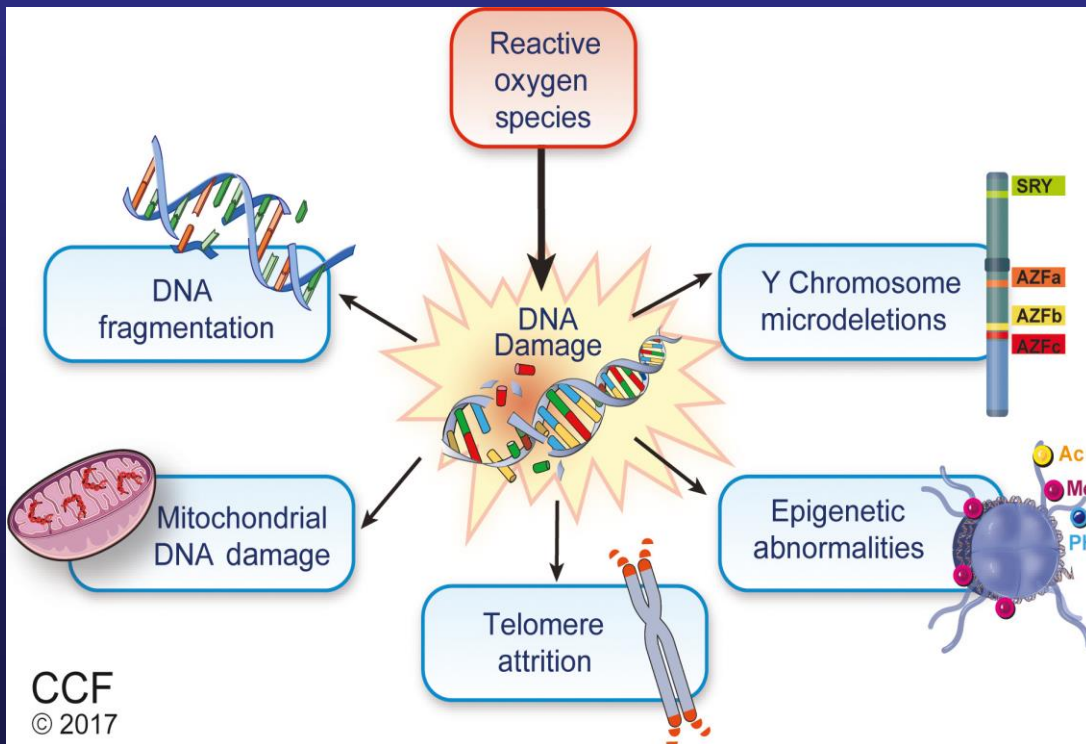 Reactive
oxygen
species
DNA
fragmentation
DNA
Damage
Y Chromosome
microdeletions
SRY
AZFa
AZFb
AZFc
Mitochondrial
DNA damage
Telomere
attrition
Epigenetic
abnormalities
Ac
CCF
© 2017